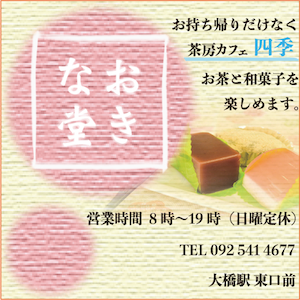 おき
な堂
お持ち帰りだけなく
茶房カフェ 四季
お茶と和菓子を
楽しめます。
営業時間 8時〜19時（日曜定休）
TEL 092 541 4677
大橋駅 東口前